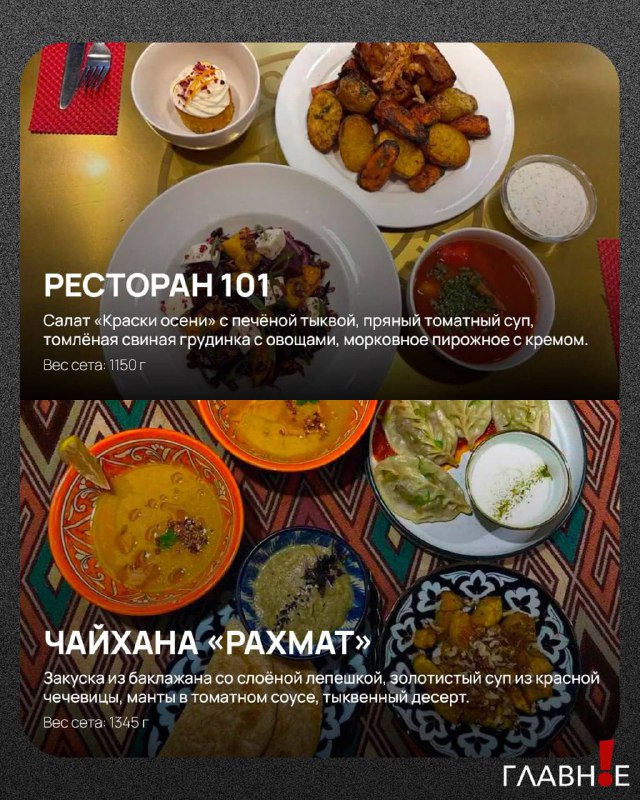 РЕСТОРАН 101
Салат «Краски осени» с печёной тыквой, пряный томатный суп,
томлёная свиная грудинка с овощами, морковное пирожное с кремом.
Вес сета: 1150 г
ЧАЙХАНА «РАХМАТ»
Закуска из баклажана со слоёной лепешкой, золотистый суп из красной
чечевицы, манты в томатном соусе, тыквенный десерт.
Вес сета: 1345 г
ГЛАВН!Е